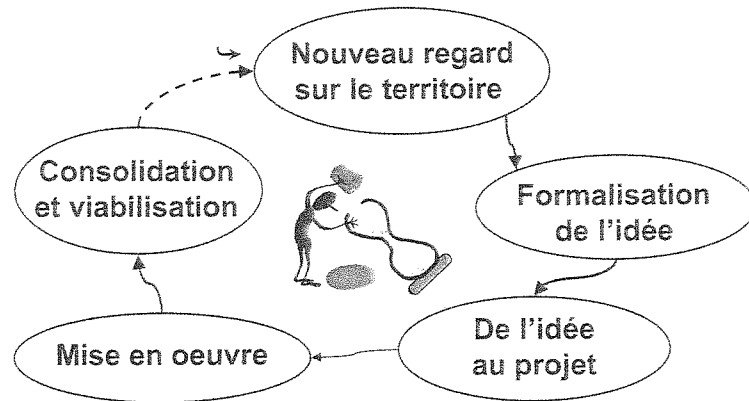 Nouveau regard
sur le territoire
Formalisation
de l'idée
De l'idée
au projet
Mise en oeuvre
Consolidation
et viabilisation